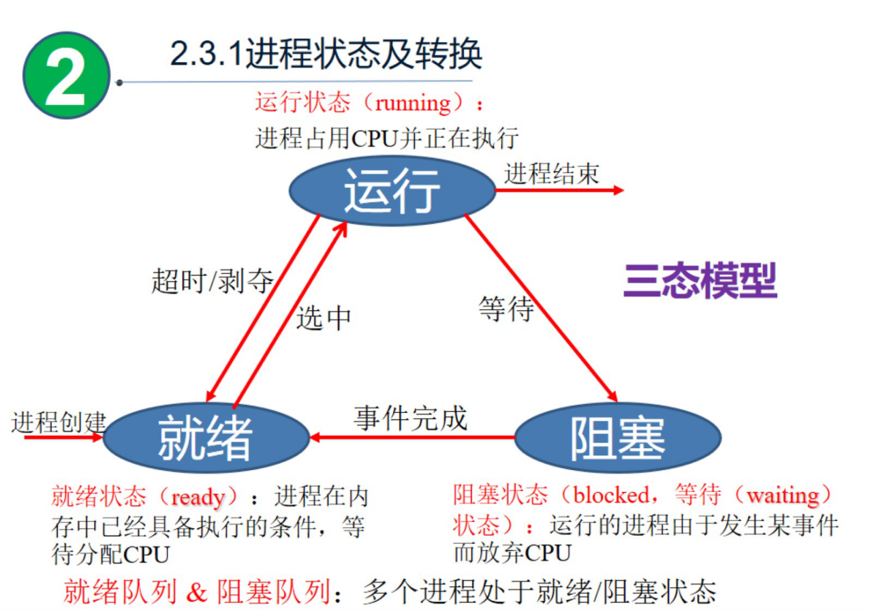 2
2.3.1进程状态及转换
运行状态（running）：
进程占用CPU并正在执行
运行
进程结束
超时/剥夺
选中
等待
三态模型
进程创建
就绪
事件完成
阻塞
就绪状态（ready）：进程在内
存中已经具备执行的条件，等
待分配CPU
阻塞状态（blocked，等待（waiting）
状态）：运行的进程由于发生某事件
而放弃CPU
就绪队列 & 阻塞队列：多个进程处于就绪/阻塞状态